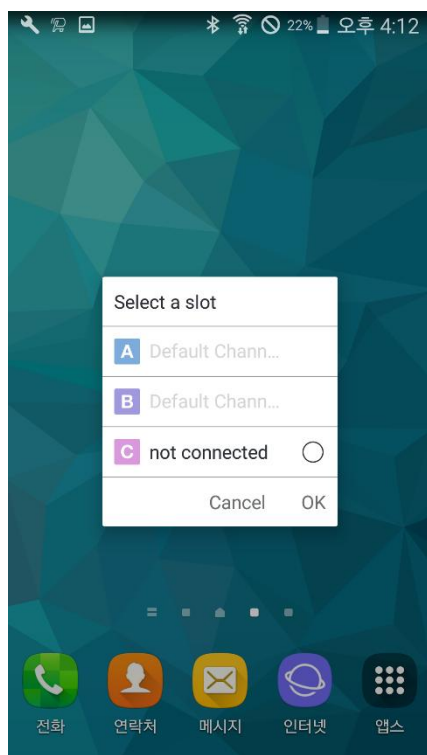 22% 오후 4:12
Select a slot
A Default Chann...
B Default Chann...
C not connected
Cancel OK
전화 연락처 메시지 인터넷 앱스